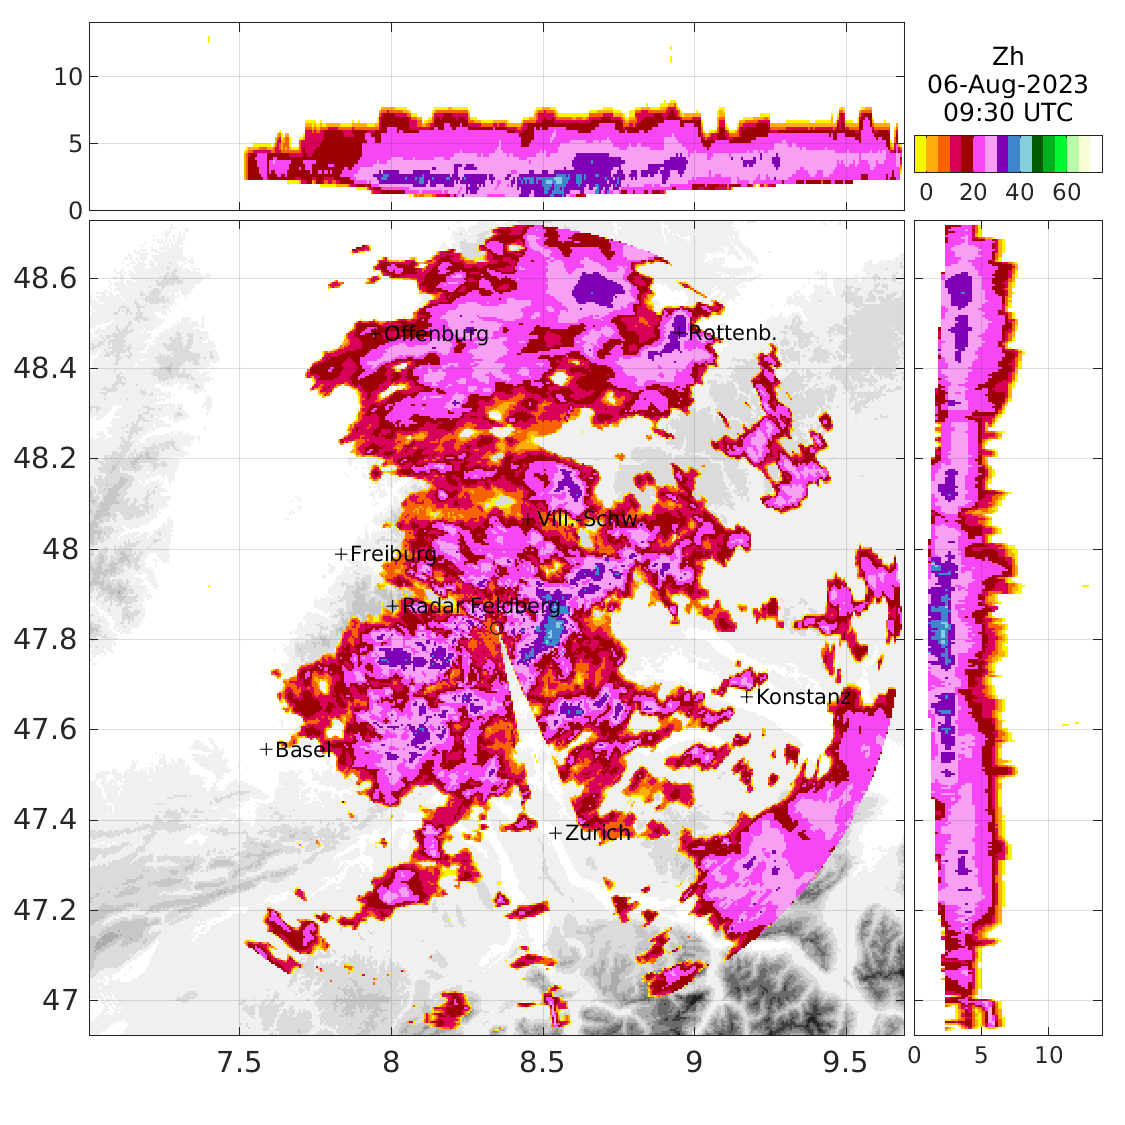 10
5
0
Zh
06-Aug-2023
09:30 UTC
0 20 40 60
48.6
48.4
48.2
48
47.8
47.6
47.4
47.2
47
+Offenburg
+Rottenb.
+Vill.-Schw.
+Freiburg
+Radar Feldberg
+Konstanz
+Basel
+Zürich
7.5 8 8.5 9 9.5
0 5 10